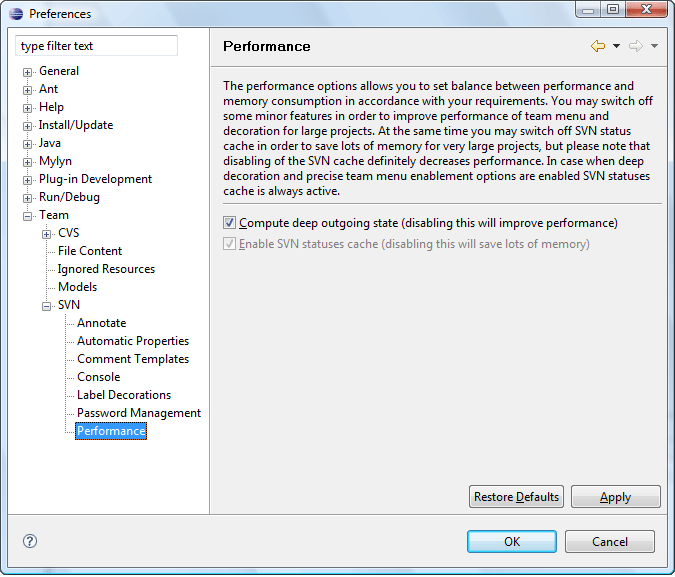 Preferences
type filter text
General
Ant
Help
Install/Update
Java
Mylyn
Plug-in Development
Run/Debug
Team
CVS
File Content
Ignored Resources
Models
SVN
Annotate
Automatic Properties
Comment Templates
Console
Label Decorations
Password Management
Performance
Performance
The performance options allows you to set balance between performance and
memory consumption in accordance with your requirements. You may switch off
some minor features in order to improve performance of team menu and
decoration for large projects. At the same time you may switch off SVN status
cache in order to save lots of memory for very large projects, but please note that
disabling of the SVN cache definitely decreases performance. In case when deep
decoration and precise team menu enablement options are enabled SVN statuses
cache is always active.
Compute deep outgoing state (disabling this will improve performance)
Enable SVN statuses cache (disabling this will save lots of memory)
Restore Defaults
Apply
?
OK
Cancel